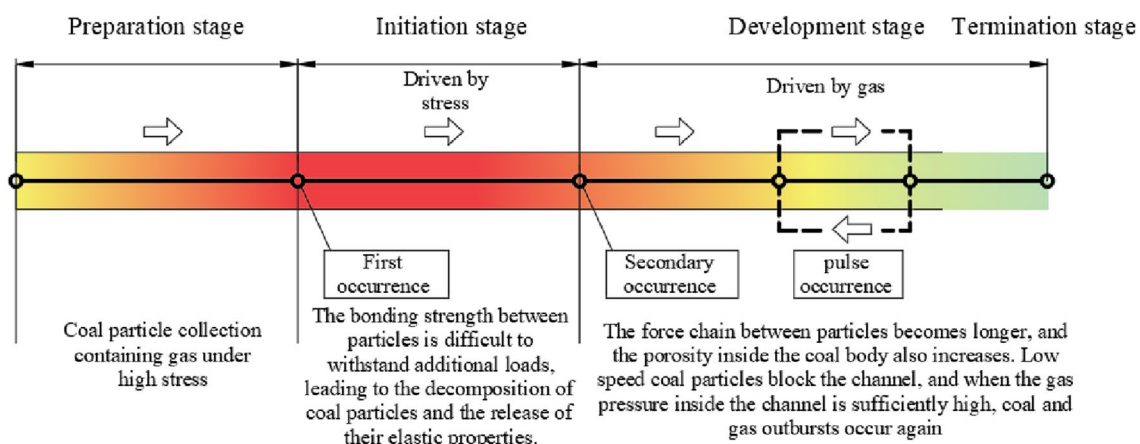 Preparation stage
Initiation stage
Development stage
Termination stage
Driven by
stress
Driven by gas
First
occurrence
Secondary
occurrence
pulse
occurrence
Coal particle collection
containing gas under
high stress
The bonding strength between
particles is difficult to
withstand additional loads,
leading to the decomposition of
coal particles and the release of
their elastic properties.
The force chain between particles becomes longer, and
the porosity inside the coal body also increases. Low
speed coal particles block the channel, and when the gas
pressure inside the channel is sufficiently high, coal and
gas outbursts occur again